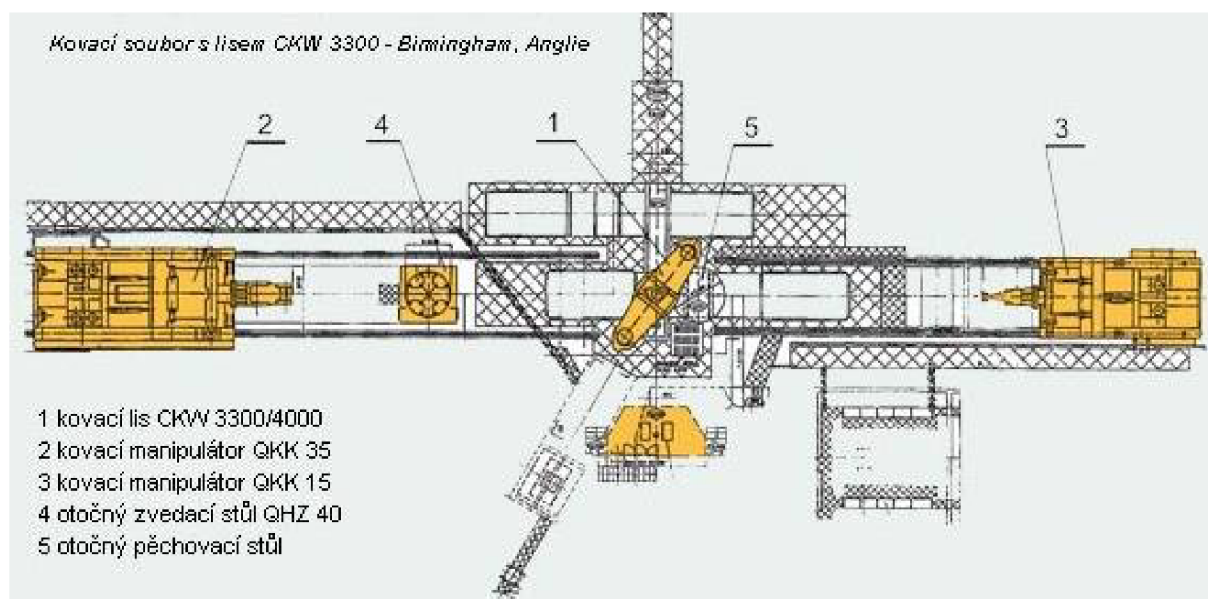 Kovací soubor s lisem CKW 3300 - Birmingham, Anglie
2 4 1 5 3
1 kovací lis CKW 3300/4000
2 kovací manipulátor QKK 35
3 kovací manipulátor QKK 15
4 otočný zvedací stůl QHZ 40
5 otočný pěchovací stůl